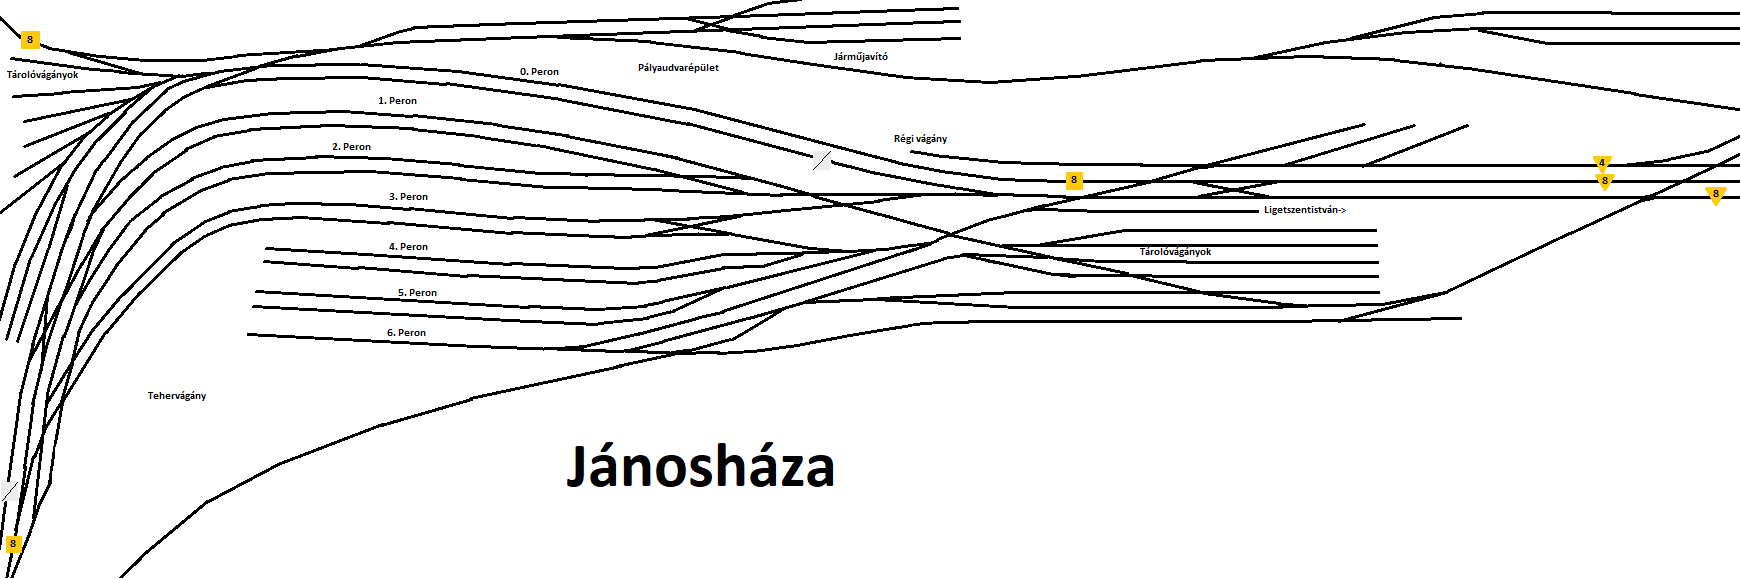 8
Tárolóvágányok
0. Peron
Pályaudvarépület
Járműjavító
1. Peron
2. Peron
Régi vágány
4
8
8
8
3. Peron
Ligetszentistván->
4. Peron
Tárolóvágányok
5. Peron
6. Peron
Tehervágány
Jánosháza
8